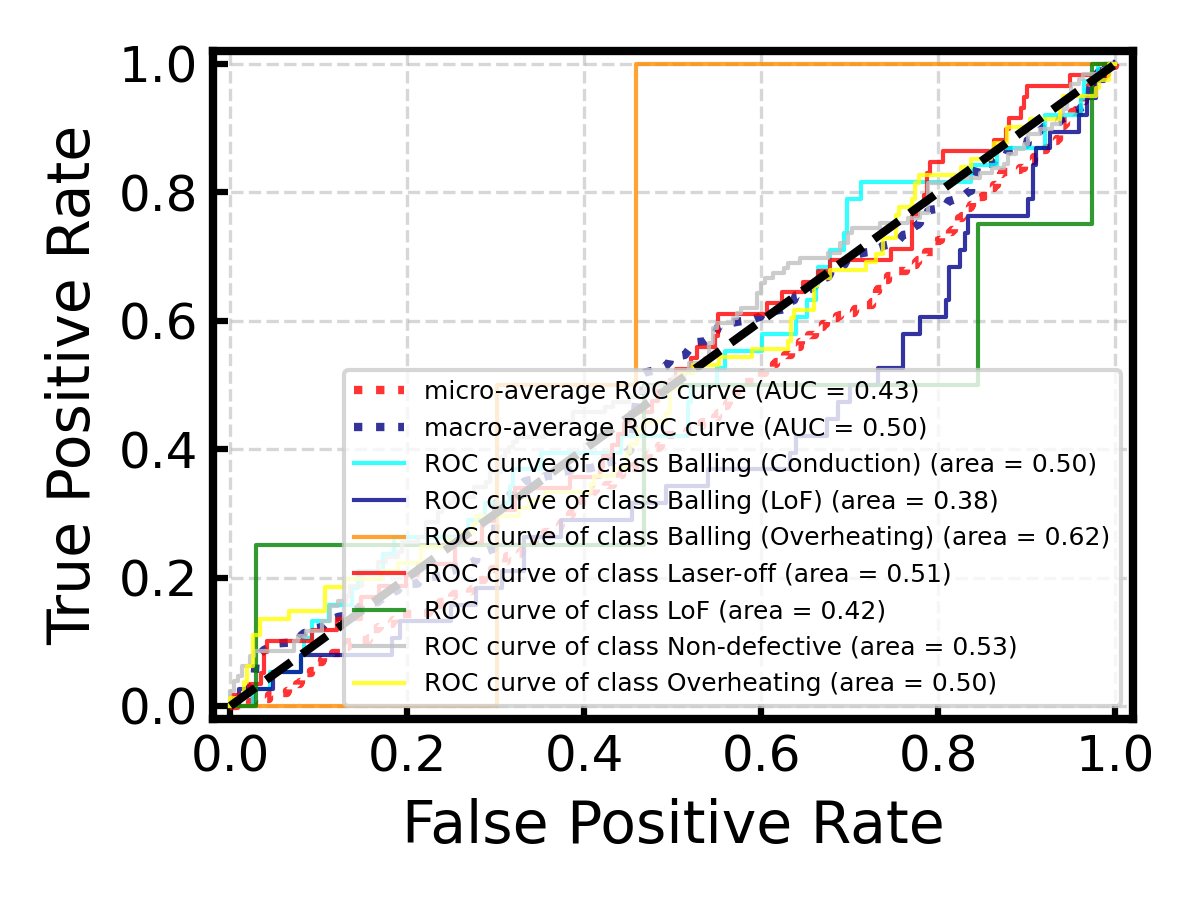 True Positive Rate
1.0
0.8
0.6
0.4
0.2
0.0
micro-average ROC curve (AUC = 0.43)
macro-average ROC curve (AUC = 0.50)
ROC curve of class Balling (Conduction) (area = 0.50)
ROC curve of class Balling (LoF) (area = 0.38)
ROC curve of class Balling (Overheating) (area = 0.62)
ROC curve of class Laser-off (area = 0.51)
ROC curve of class LoF (area = 0.42)
ROC curve of class Non-defective (area = 0.53)
ROC curve of class Overheating (area = 0.50)
0.0 0.2 0.4 0.6 0.8 1.0
False Positive Rate